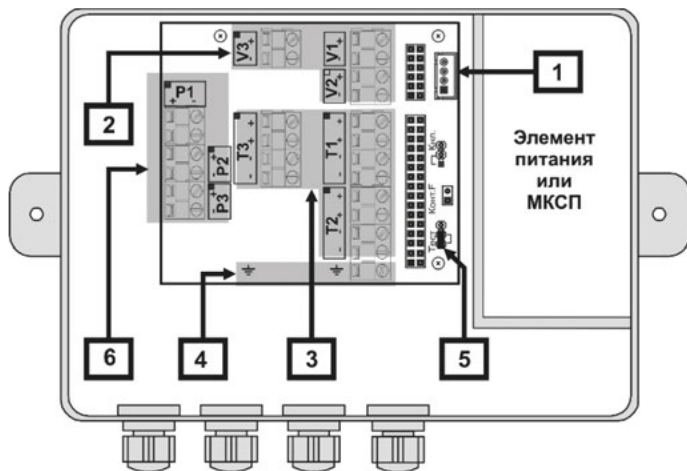 V3
+
-
V1
+
-
V2
+
-
1
2
P1
+ -
P2
+
-
P3
+
-
T3
+
-
T1
+
-
T2
+
-
Кнп.
Конт.F
Тест
Элемент
питания
или
МКСП
6
4
3
5